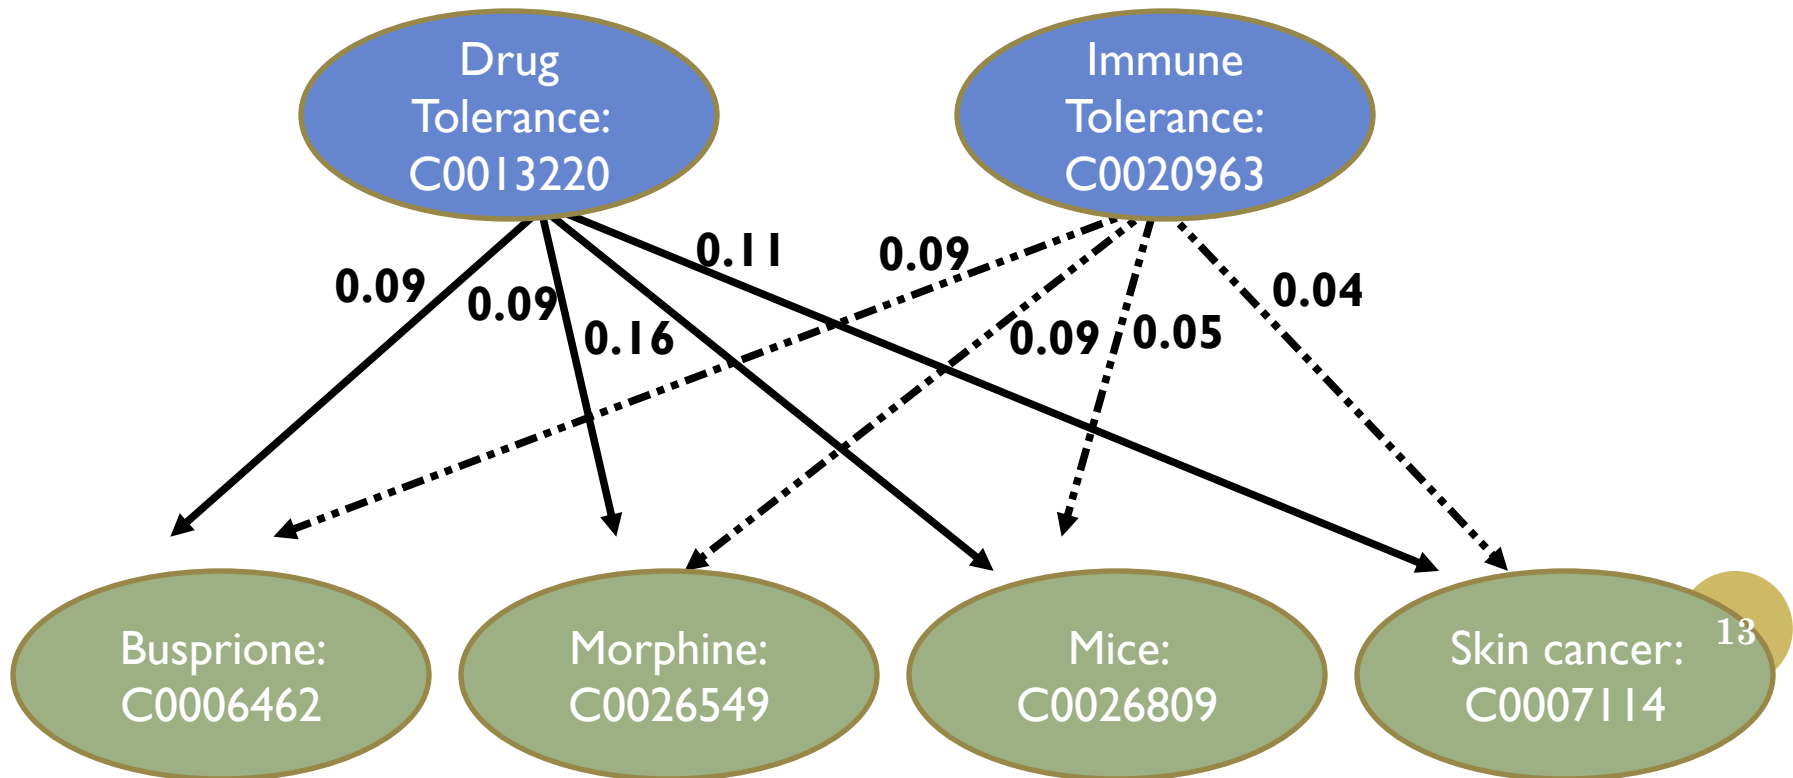 Drug
Tolerance:
C0013220
Immune
Tolerance:
C0020963
0.09
0.09
0.16
0.11
0.09
0.09
0.05
0.04
Busprione:
C0006462
Morphine:
C0026549
Mice:
C0026809
Skin cancer:
C0007114
13